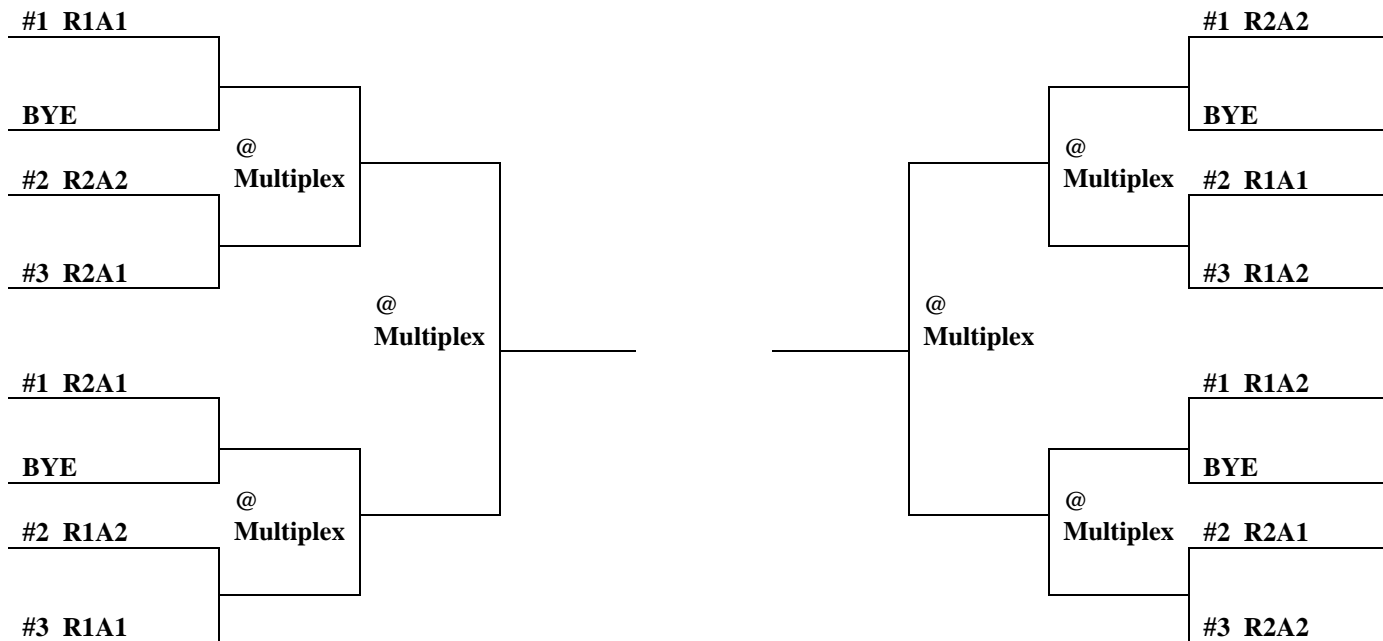 #1 R1A1
BYE
@
Multiplex
#2 R2A2
#3 R2A1
@
Multiplex
#1 R2A1
BYE
@
Multiplex
#2 R1A2
#3 R1A1
#1 R2A2
BYE
@
Multiplex
#2 R1A1
#3 R1A2
@
Multiplex
#1 R1A2
BYE
@
Multiplex
#2 R2A1
#3 R2A2